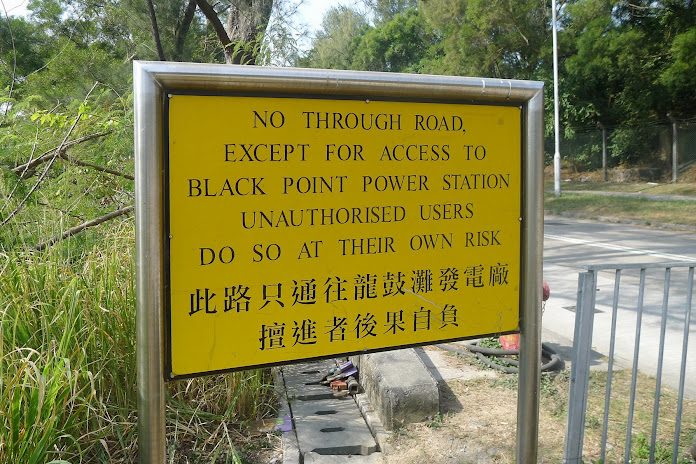 NO THROUGH ROAD,
EXCEPT FOR ACCESS TO
BLACK POINT POWER STATION
UNAUTHORISED USERS
DO SO AT THEIR OWN RISK
此路只通往龍鼓灘發電廠
擅進者後果自負